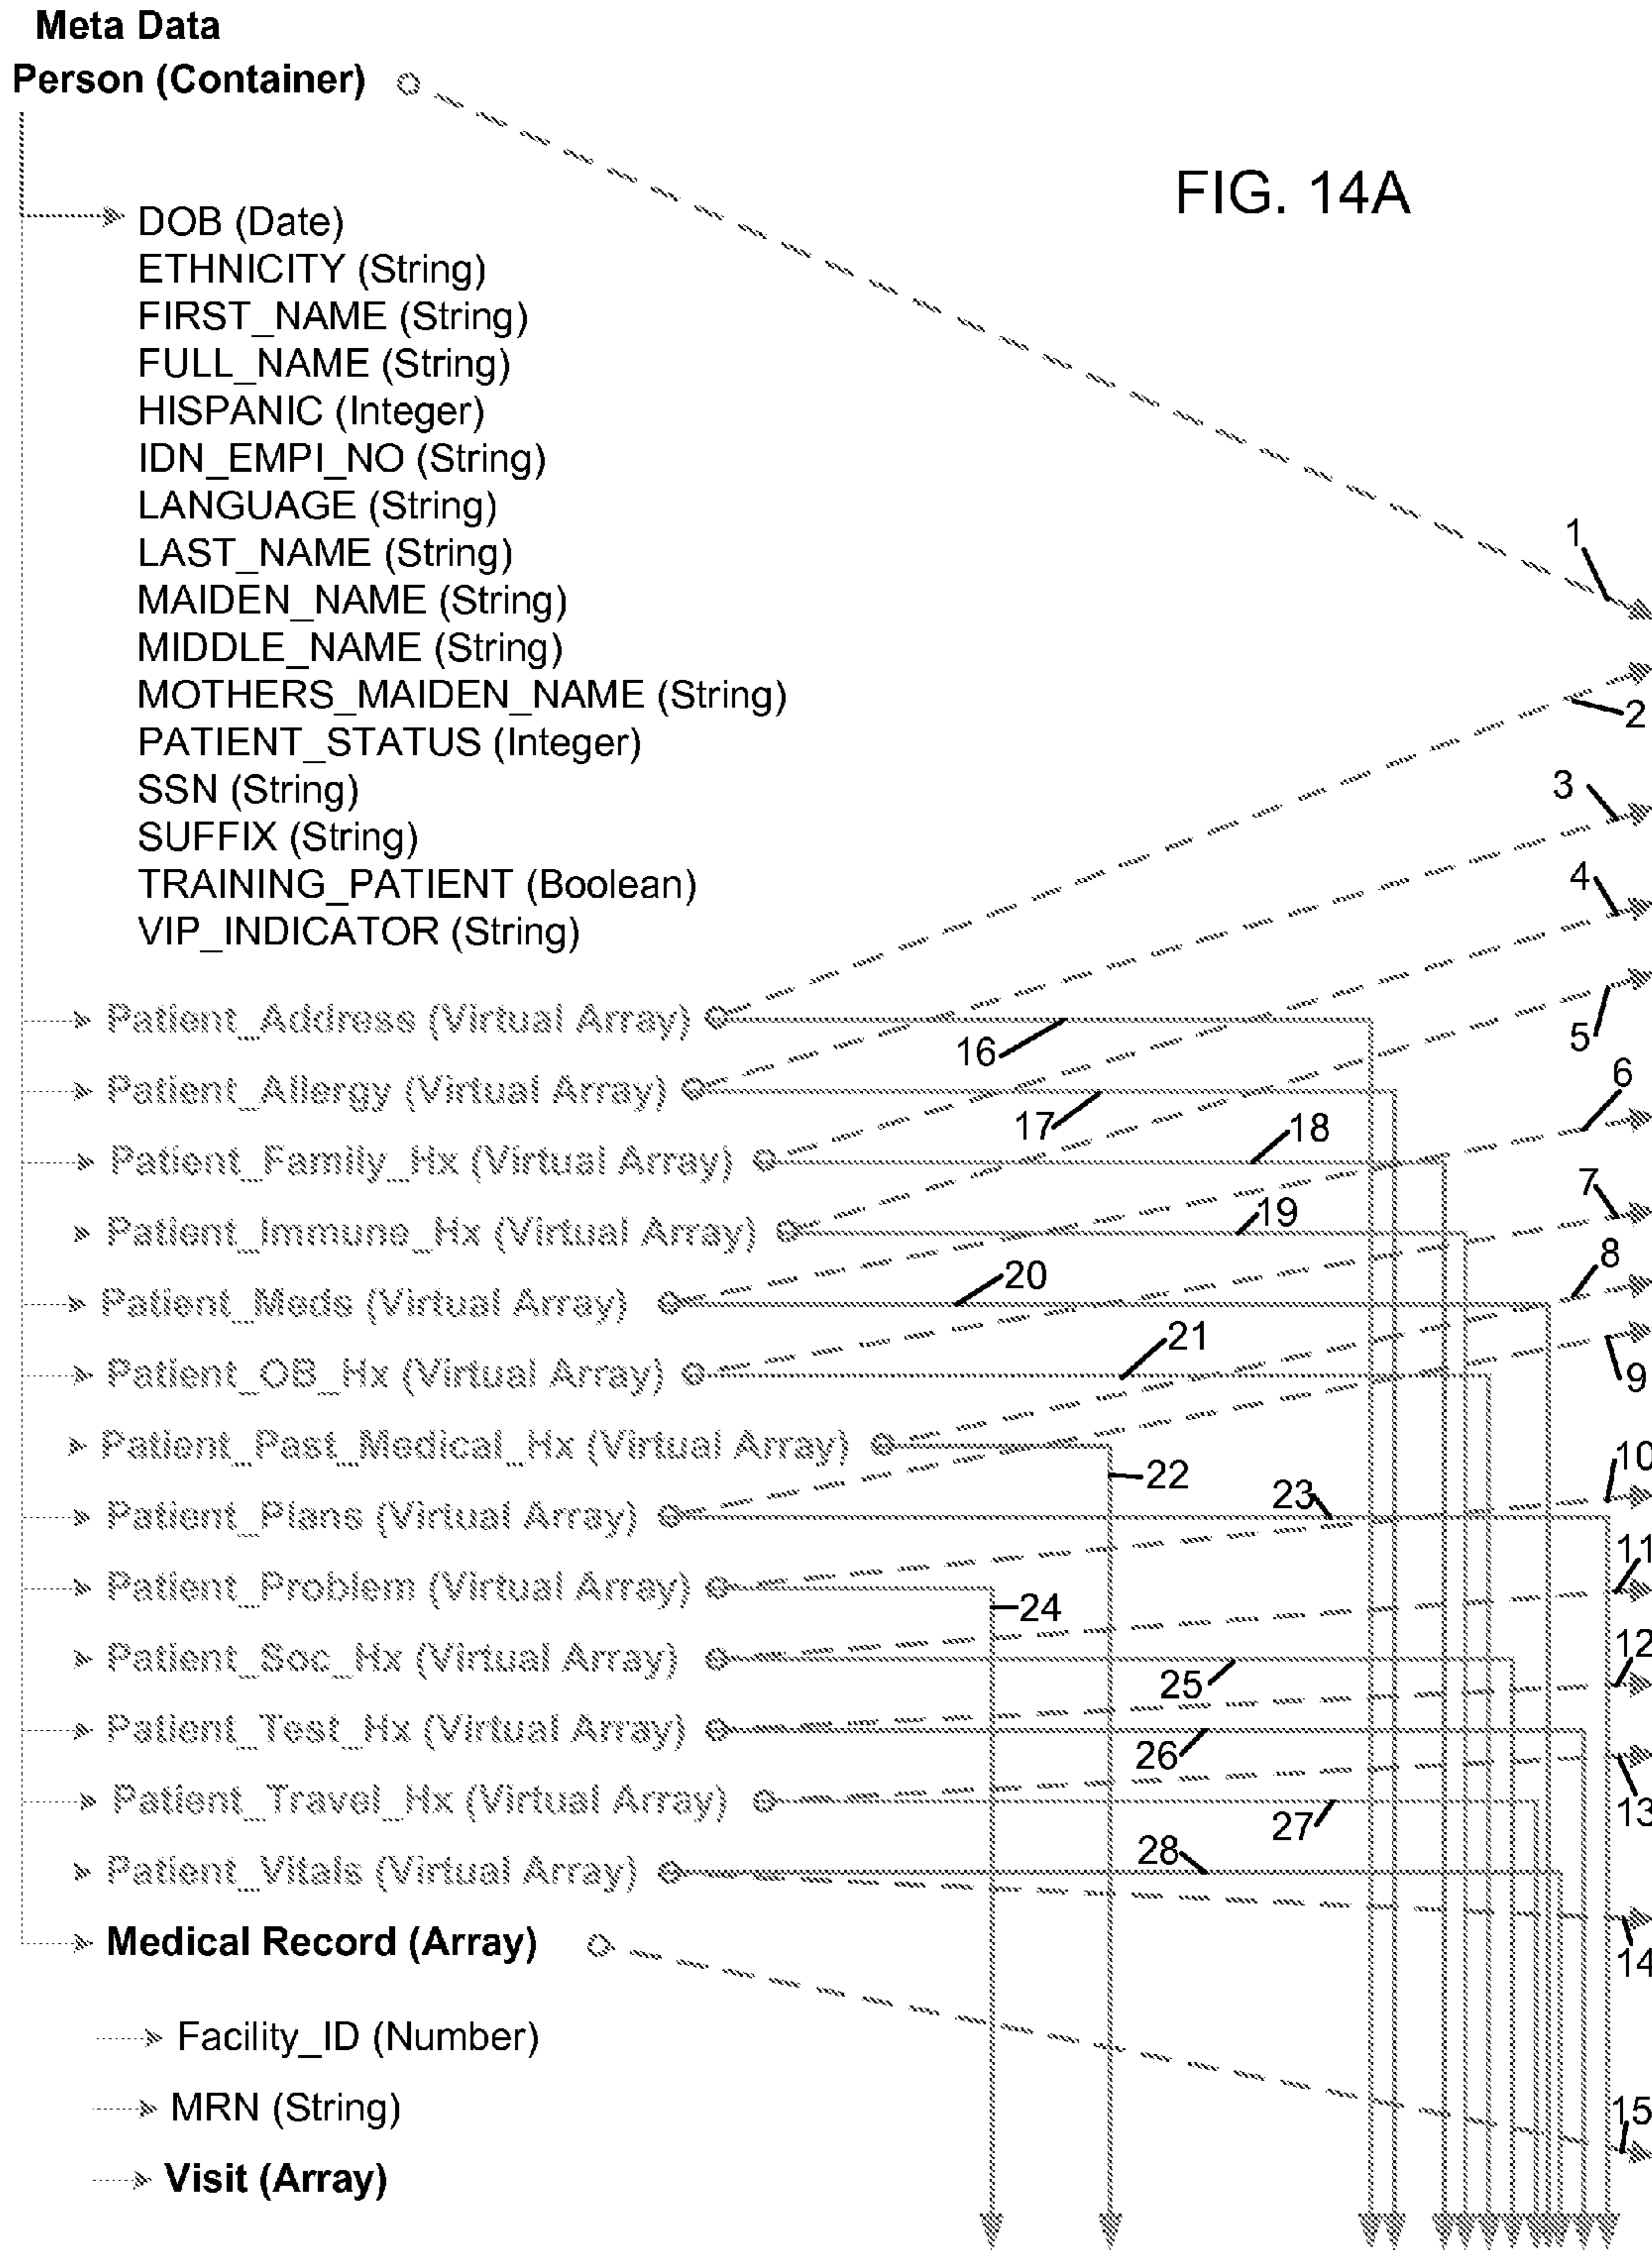 Meta Data
Person (Container)
FIG. 14A
DOB (Date)
ETHNICITY (String)
FIRST_NAME (String)
FULL_NAME (String)
HISPANIC (Integer)
IDN_EMPI_NO (String)
LANGUAGE (String)
1
LAST_NAME (String)
MAIDEN_NAME (String)
MIDDLE_NAME (String)
MOTHERS_MAIDEN_NAME (String)
2
PATIENT_STATUS (Integer)
SSN (String)
3
SUFFIX (String)
TRAINING_PATIENT (Boolean)
4
VIP_INDICATOR (String)
Patient_Address (Virtual Array)
5
16
Patient_Allergy (Virtual Array)
6
17
18
Patient_Family_Hx (Virtual Array)
7
19
Patient_Immune_Hx (Virtual Array)
8
20
Patient_Meds (Virtual Array)
21
Patient_OB_Hx (Virtual Array)
9
Patient_Past_Medical_Hx (Virtual Array)
10
22
23
Patient_Plans (Virtual Array)
11
Patient_Problem (Virtual Array)
24
12
Patient_Soc_Hx (Virtual Array)
25
Patient_Test_Hx (Virtual Array)
26
Patient_Travel_Hx (Virtual Array)
13
27
28
Patient_Vitals (Virtual Array)
Medical Record (Array)
14
Facility_ID (Number)
MRN (String)
15
Visit (Array)